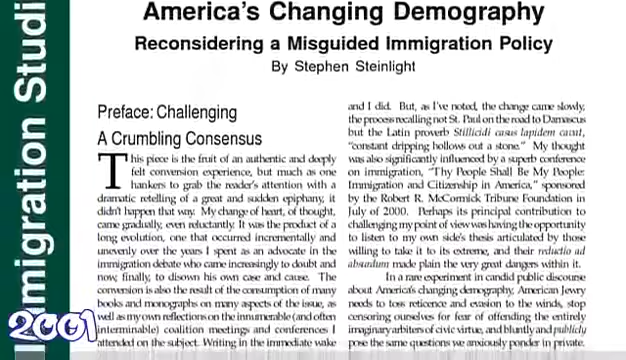 America's Changing Demography
Reconsidering a Misguided Immigration Policy
By Stephen Steinlight
Immigration Studi
Preface: Challenging
A Crumbling Consensus
This piece is the fruit of an authentic and deeply
felt conversion experience, but much as one
hankers to grab the reader's attention with a
dramatic retelling of a great and sudden epiphany, it
didn't happen that way. My change of heart, of thought,
came gradually, even reluctantly. It was the product of a
long evolution, one that occurred incrementally and
unevenly over the years I spent as an advocate in the
immigration debate who came increasingly to doubt and
now, finally, to disown his own case and cause. The
conversion is also the result of the consumption of many
books and monographs on many aspects of the issue, as
well as my own reflections on the innumerable (and often
interminable) coalition meetings and conferences I
attended on the subject. Writing in the immediate wake
and I did. But, as I've noted, the change came slowly,
the process recalling not St. Paul on the road to Damascus
but the Latin proverb Stillicidi casus lapidem cavat,
"constant dripping hollows out a stone." My thought
was also significantly influenced by a superb conference
on immigration, "Thy People Shall Be My People:
Immigration and Citizenship in America," sponsored
by the Robert R. McCormick Tribune Foundation in
July of 2000. Perhaps its principal contribution to
challenging my point of view was having the opportunity
to listen to my own side's thesis articulated by those
willing to take it to its extreme, and their reductio ad
absurdum made plain the very great dangers within it.
In a rare experiment in candid public discourse
about America's changing demography, American Jewry
needs to toss reticence and evasion to the winds, stop
censoring ourselves for fear of offending the entirely
imaginary arbiters of civic virtue, and bluntly and publicly
pose the same questions we anxiously ponder in private.
2001